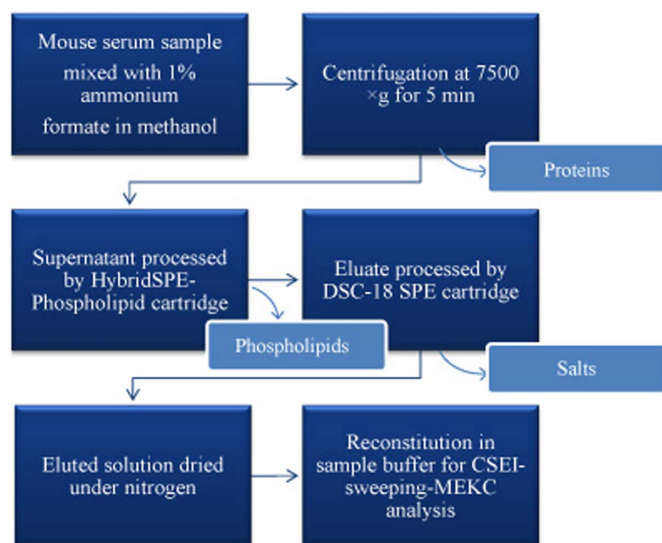 Mouse serum sample
mixed with 1%
ammonium
formate in methanol
Centrifugation at 7500
×g for 5 min
Proteins
Supernatant processed
by HybridSPE-
Phospholipid cartridge
Eluate processed by
DSC-18 SPE cartridge
Phospholipids
Salts
Eluted solution dried
under nitrogen
Reconstitution in
sample buffer for CSEI-
sweeping-MEKC
analysis